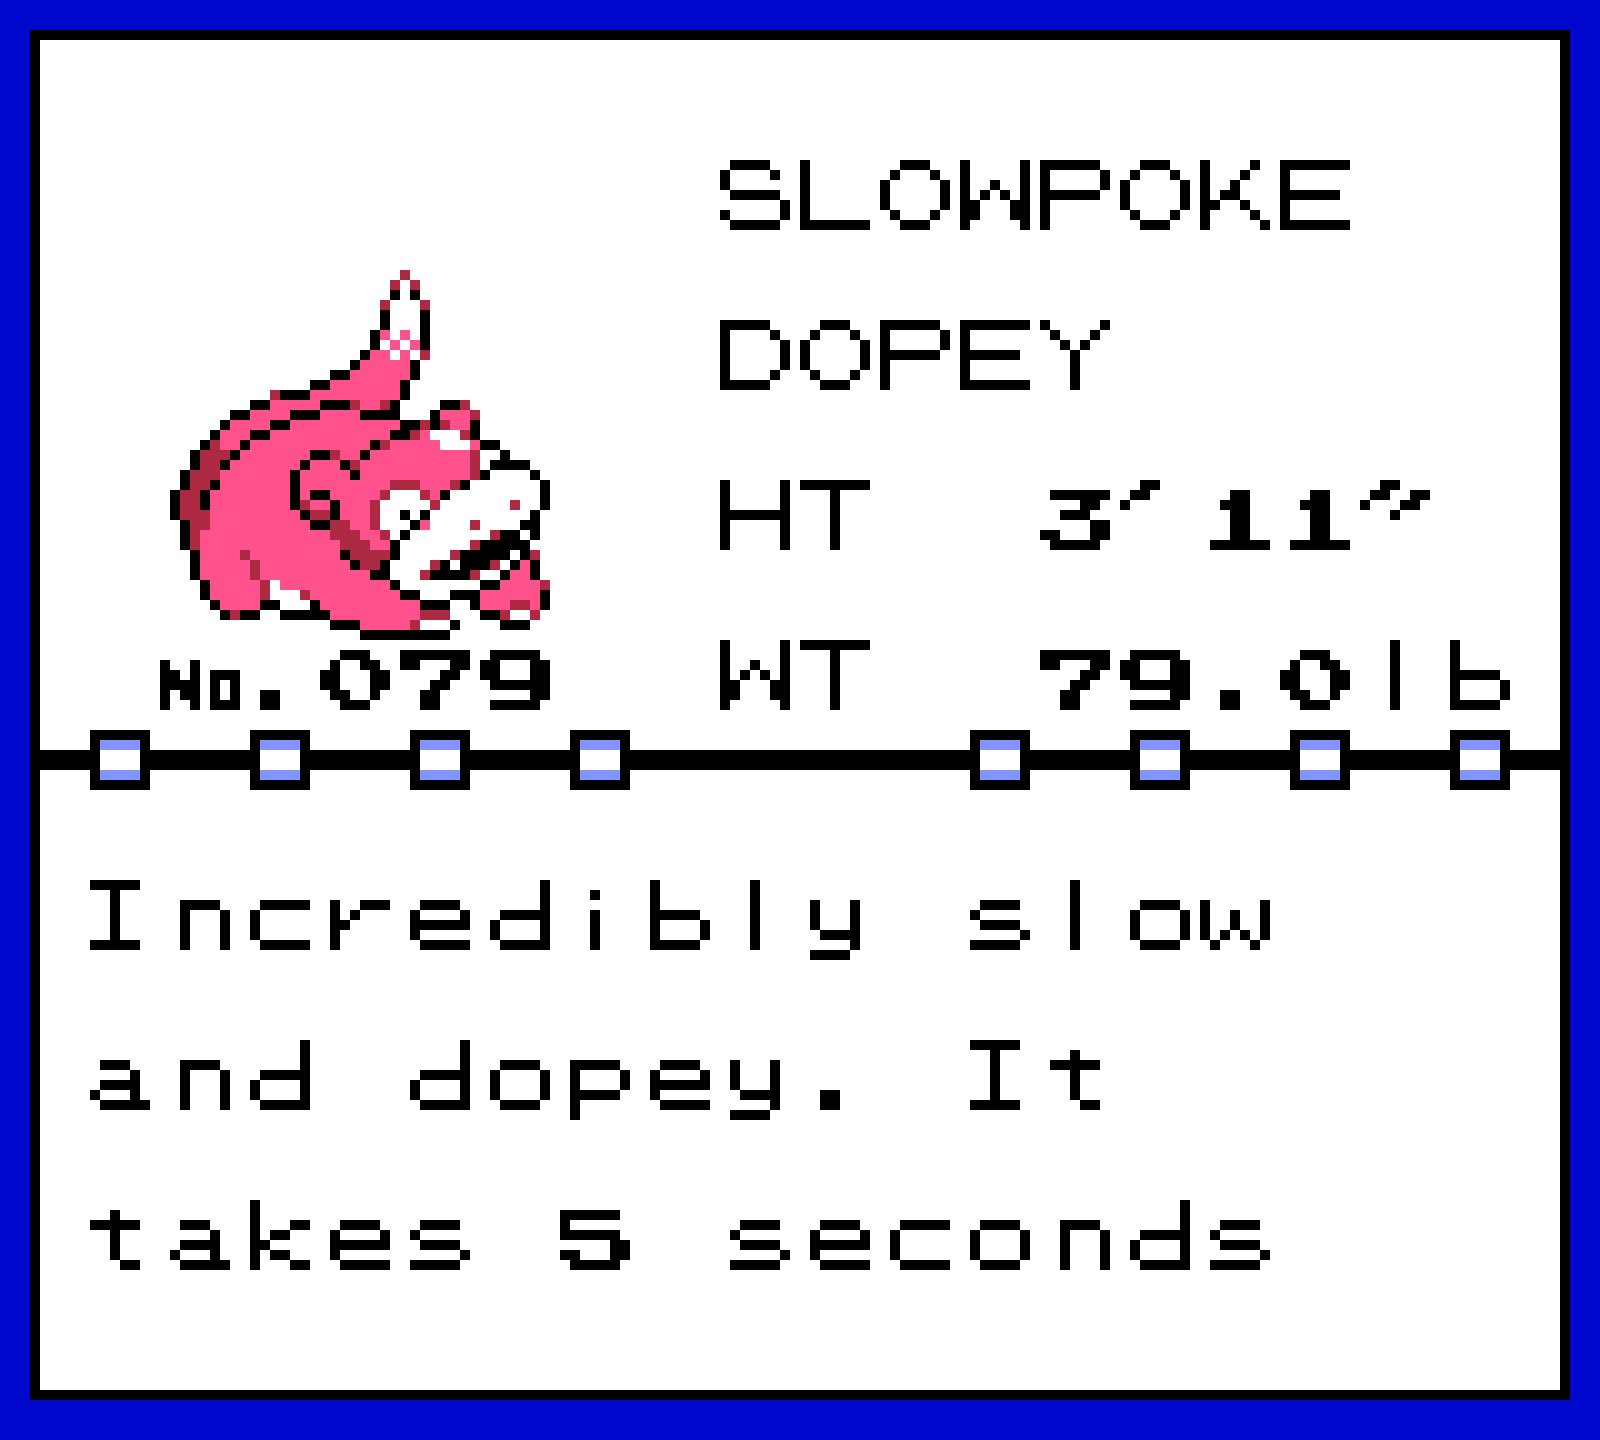 SLOWPOKE
DOPEY
HT 3′11″
WT 79.0lb
No.079
Incredibly slow
and dopey. It
takes 5 seconds